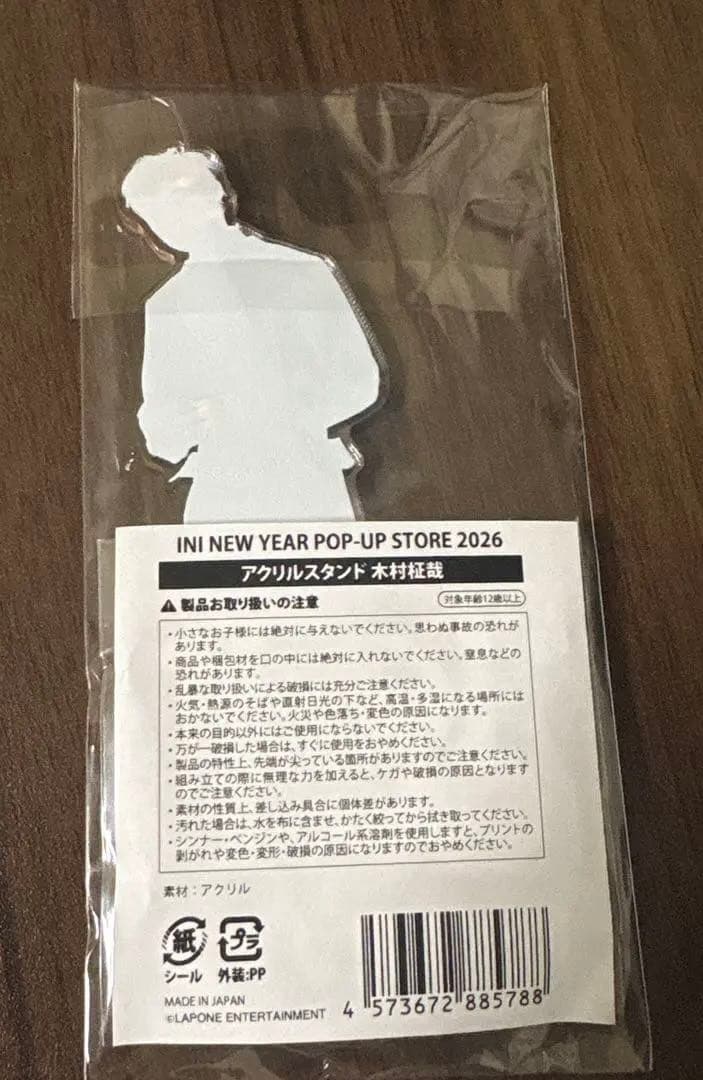 INI NEW YEAR POP-UP STORE 2026
アクリルスタンド 木村柾哉
⚠ 製品お取り扱いの注意
対象年齢12歳以上
・小さなお子様には絶対に与えないでください。思わぬ事故の恐れが
あります。
・商品や梱包材を口の中には絶対に入れないでください。窒息などの
恐れがあります。
・乱暴な取り扱いによる破損には充分ご注意ください。
・火気・熱源のそばや直射日光の下など、高温・多湿になる場所には
おかないでください。火災や色落ち・変色の原因になります。
・本来の目的以外にはご使用にならないでください。
・万が一破損した場合は、すぐに使用をおやめください。
・製品の特性上、先端が尖っている箇所がありますのでご注意ください。
・組み立ての際に無理な力を加えると、ケガや破損の原因となります
のでご注意ください。
・素材の性質上、差し込み具合に個体差があります。
・汚れた場合は、水を布に含ませ、かたく絞ってから拭き取ってください。
・シンナー・ベンジンや、アルコール系溶剤を使用しますと、プリントの
剥がれや変色・変形・破損の原因になりますのでおやめください。
素材：アクリル
紙 プラ
シール 外装:PP
MADE IN JAPAN
©LAPONE ENTERTAINMENT
4 573672 885788